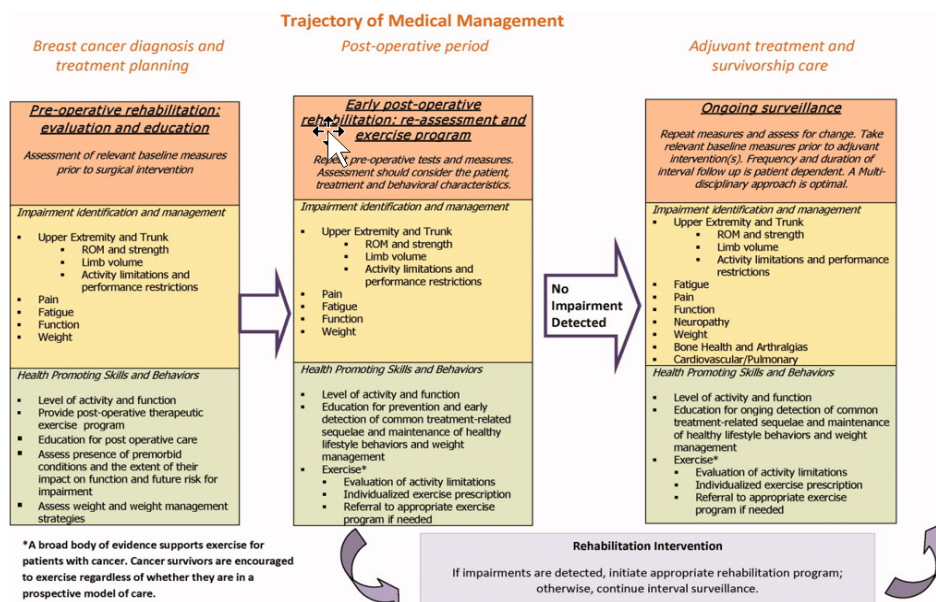 Trajectory of Medical Management
Breast cancer diagnosis and
treatment planning
Post-operative period
Adjuvant treatment and
survivorship care
Pre-operative rehabilitation:
evaluation and education
Assessment of relevant baseline measures
prior to surgical intervention
Impairment identification and management
▪ Upper Extremity and Trunk
▪ ROM and strength
▪ Limb volume
▪ Activity limitations and
performance restrictions
▪ Pain
▪ Fatigue
▪ Function
▪ Weight
Health Promoting Skills and Behaviors
▪ Level of activity and function
▪ Provide post-operative therapeutic
exercise program
▪ Education for post operative care
▪ Assess presence of premorbid
conditions and the extent of their
impact on function and future risk for
impairment
▪ Assess weight and weight management
strategies
Early post-operative
rehabilitation: re-assessment and
exercise program
pre-operative tests and measures.
Assessment should consider the patient,
treatment and behavioral characteristics.
Impairment identification and management
▪ Upper Extremity and Trunk
▪ ROM and strength
▪ Limb volume
▪ Activity limitations and
performance restrictions
▪ Pain
▪ Fatigue
▪ Function
▪ Weight
Health Promoting Skills and Behaviors
▪ Level of activity and function
▪ Education for prevention and early
detection of common treatment-related
sequelae and maintenance of healthy
lifestyle behaviors and weight
management
▪ Exercise*
▪ Evaluation of activity limitations
▪ Individualized exercise prescription
▪ Referral to appropriate exercise
program if needed
No
Impairment
Detected
Ongoing surveillance
Repeat measures and assess for change. Take
relevant baseline measures prior to adjuvant
intervention(s). Frequency and duration of
interval follow up is patient dependent. A Multi-
disciplinary approach is optimal.
Impairment identification and management
▪ Upper Extremity and Trunk
▪ ROM and strength
▪ Limb volume
▪ Activity limitations and performance
restrictions
▪ Fatigue
▪ Pain
▪ Function
▪ Neuropathy
▪ Weight
▪ Bone Health and Arthralgias
▪ Cardiovascular/Pulmonary
Health Promoting Skills and Behaviors
▪ Level of activity and function
▪ Education for onging detection of common
treatment-related sequelae and maintenance
of healthy lifestyle behaviors and weight
management
▪ Exercise*
▪ Evaluation of activity limitations
▪ Individualized exercise prescription
▪ Referral to appropriate exercise
program if needed
*A broad body of evidence supports exercise for
patients with cancer. Cancer survivors are encouraged
to exercise regardless of whether they are in a
prospective model of care.
Rehabilitation Intervention
If impairments are detected, initiate appropriate rehabilitation program;
otherwise, continue interval surveillance.